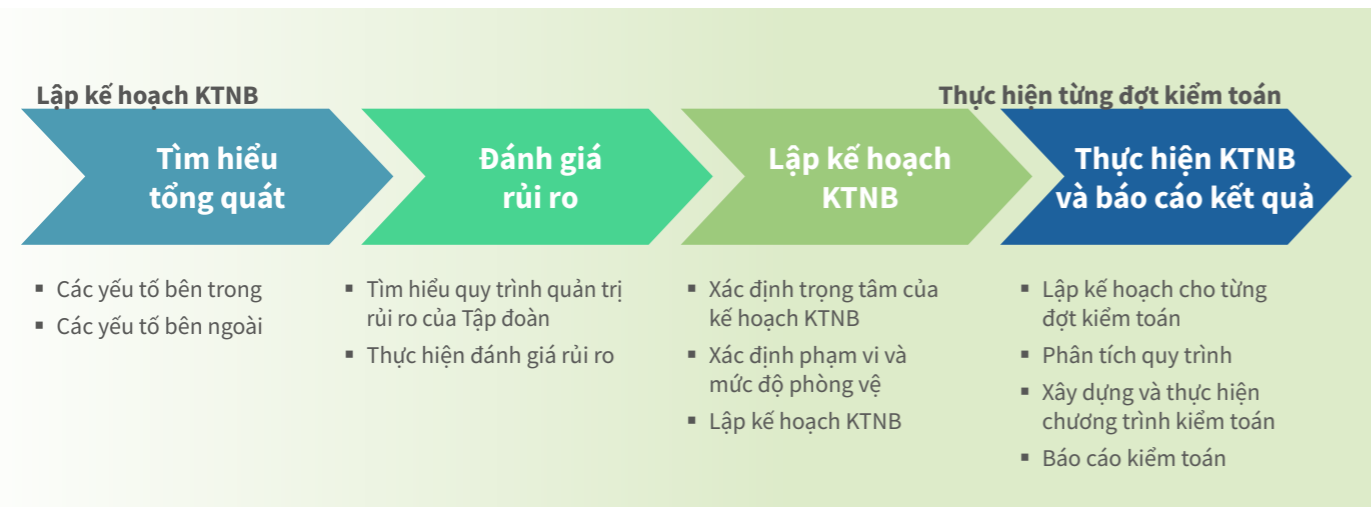 Lập kế hoạch KTNB
Thực hiện từng đợt kiểm toán
Tìm hiểu
tổng quát
Đánh giá
rủi ro
Lập kế hoạch
KTNB
Thực hiện KTNB
và báo cáo kết quả
▪ Các yếu tố bên trong
▪ Các yếu tố bên ngoài
▪ Tìm hiểu quy trình quản trị
rủi ro của Tập đoàn
▪ Thực hiện đánh giá rủi ro
▪ Xác định trọng tâm của
kế hoạch KTNB
▪ Xác định phạm vi và
mức độ phòng vệ
▪ Lập kế hoạch KTNB
▪ Lập kế hoạch cho từng
đợt kiểm toán
▪ Phân tích quy trình
▪ Xây dựng và thực hiện
chương trình kiểm toán
▪ Báo cáo kiểm toán